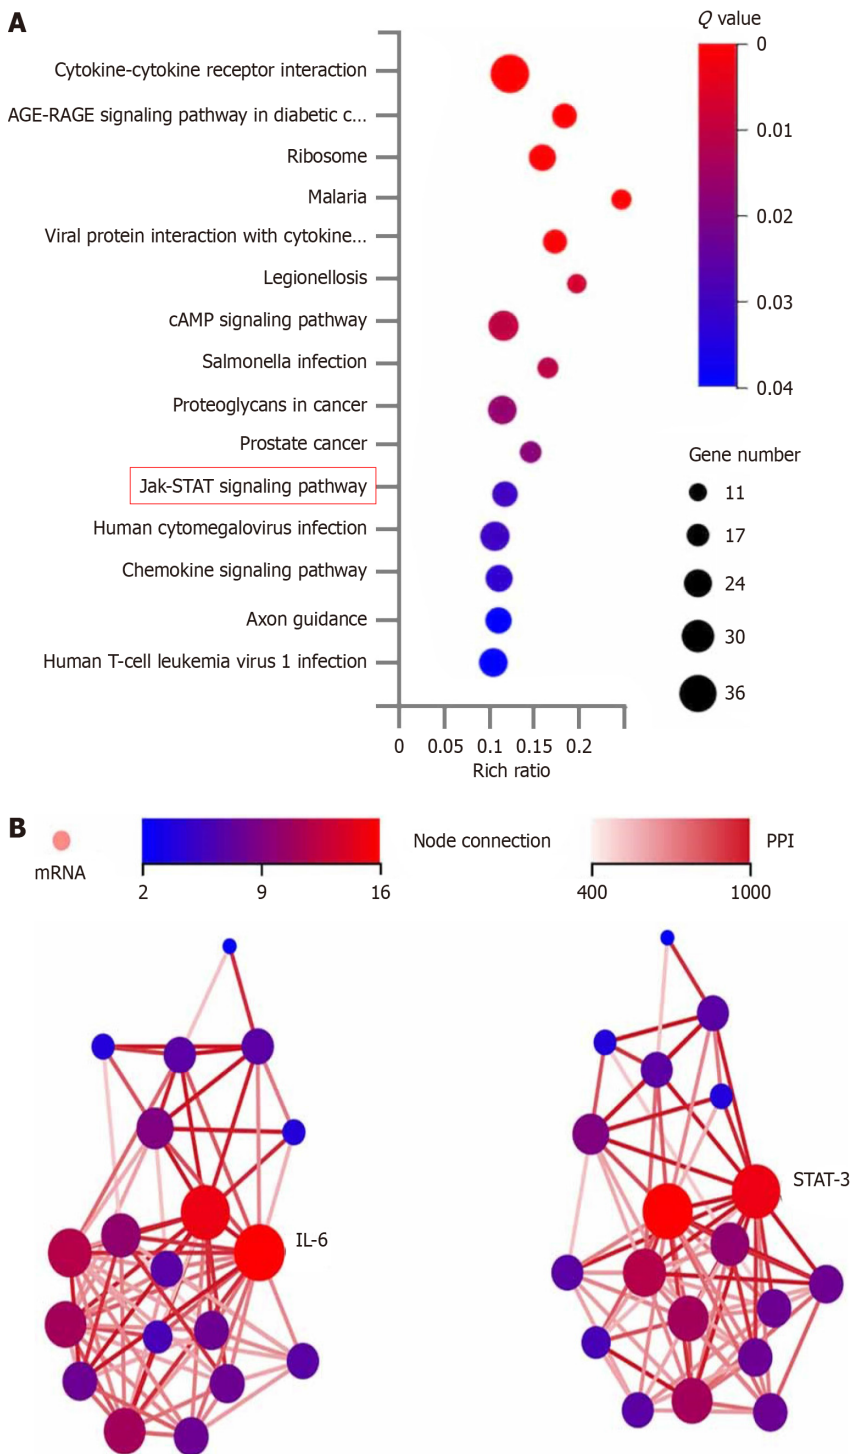 A
Q value
Cytokine-cytokine receptor interaction
AGE-RAGE signaling pathway in diabetic c...
Ribosome
Malaria
Viral protein interaction with cytokine...
Legionellosis
cAMP signaling pathway
Salmonella infection
Proteoglycans in cancer
Prostate cancer
Jak-STAT signaling pathway
Human cytomegalovirus infection
Chemokine signaling pathway
Axon guidance
Human T-cell leukemia virus 1 infection
0
0.01
0.02
0.03
0.04
Gene number
11
17
24
30
36
0 0.05 0.1 0.15 0.2
Rich ratio
B
mRNA
Node connection
2 9 16
PPI
400 1000
IL-6
STAT-3